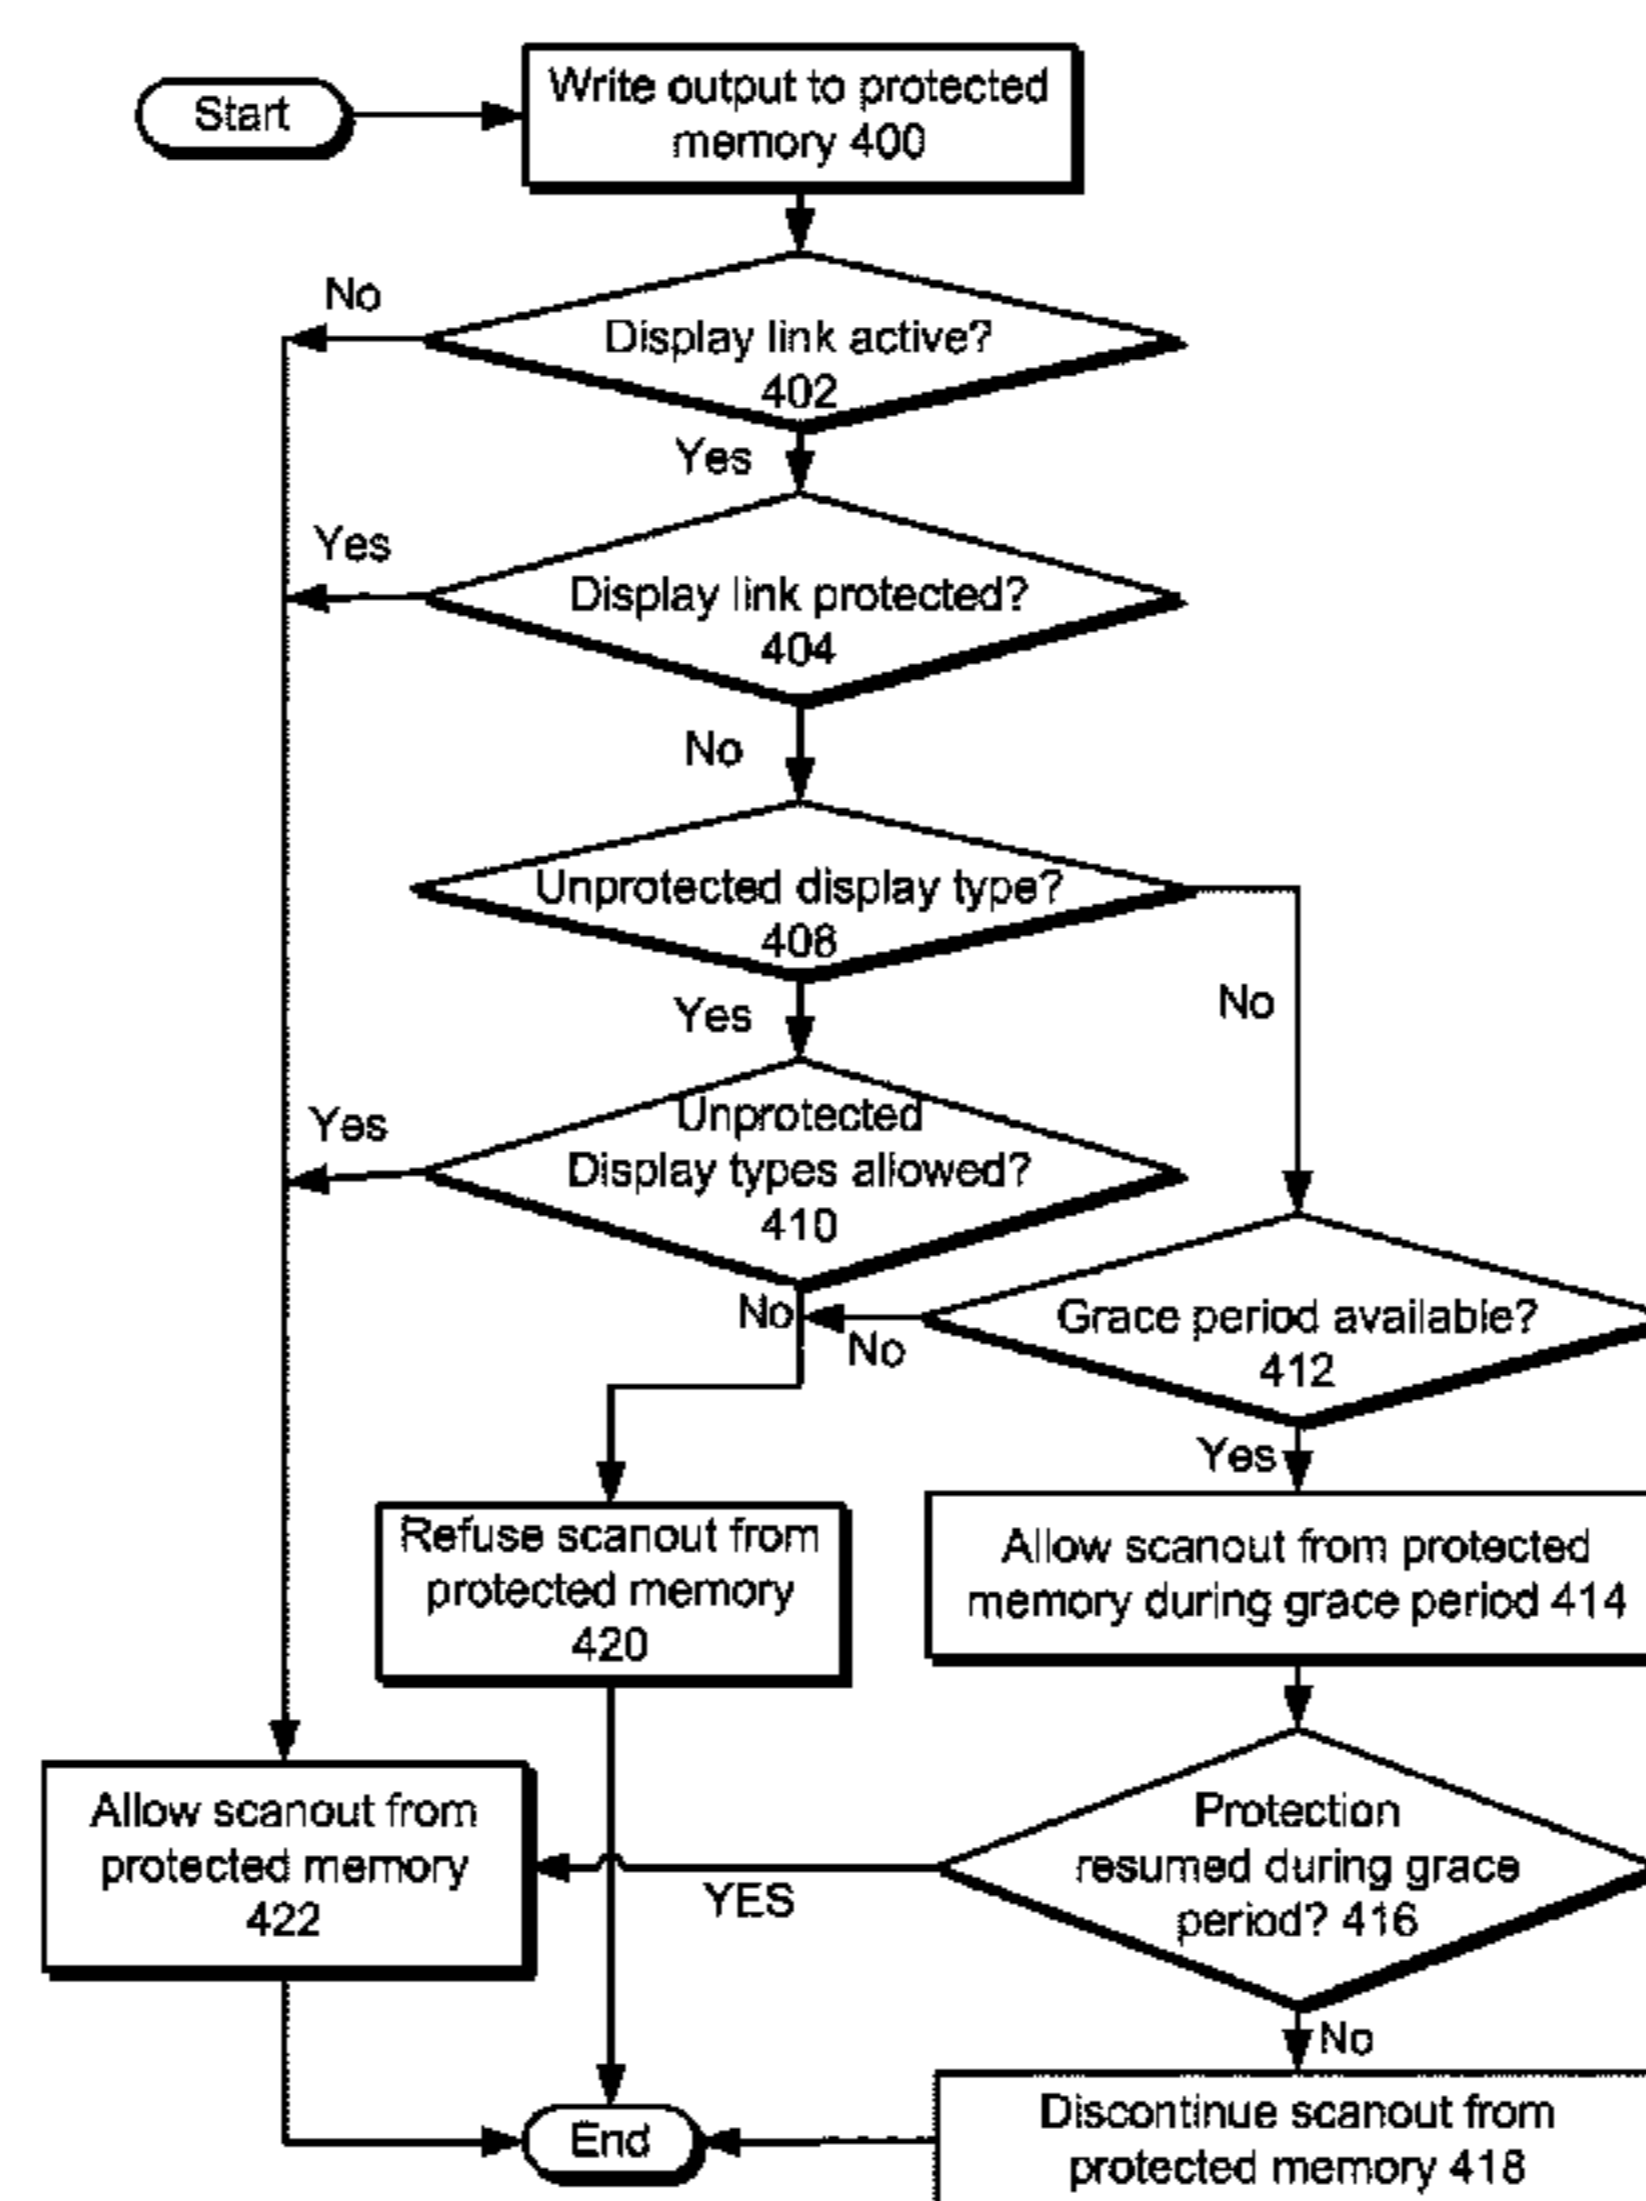 Start
Write output to protected
memory 400
No
Display link active?
402
Yes
Yes
Display link protected?
404
No
Unprotected display type?
408
Yes
No
Yes
Unprotected
Display types allowed?
410
No
No
Grace period available?
412
Yes
Refuse scanout from
protected memory
420
Allow scanout from protected
memory during grace period 414
Allow scanout from
protected memory
422
YES
Protection
resumed during grace
period? 416
No
End
Discontinue scanout from
protected memory 418